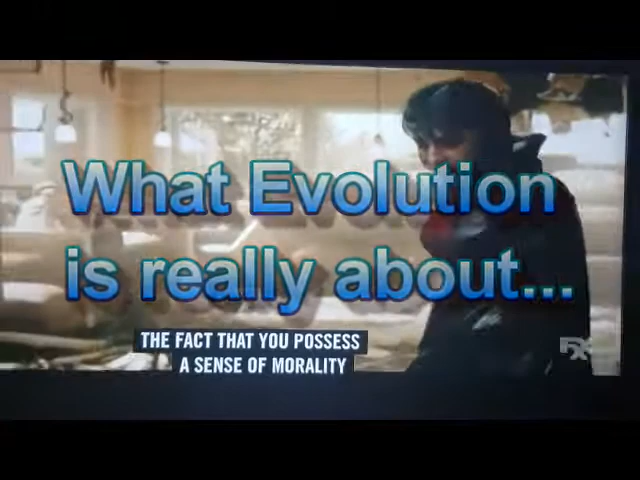 What Evolution
is really about...
THE FACT THAT YOU POSSESS
A SENSE OF MORALITY
FX